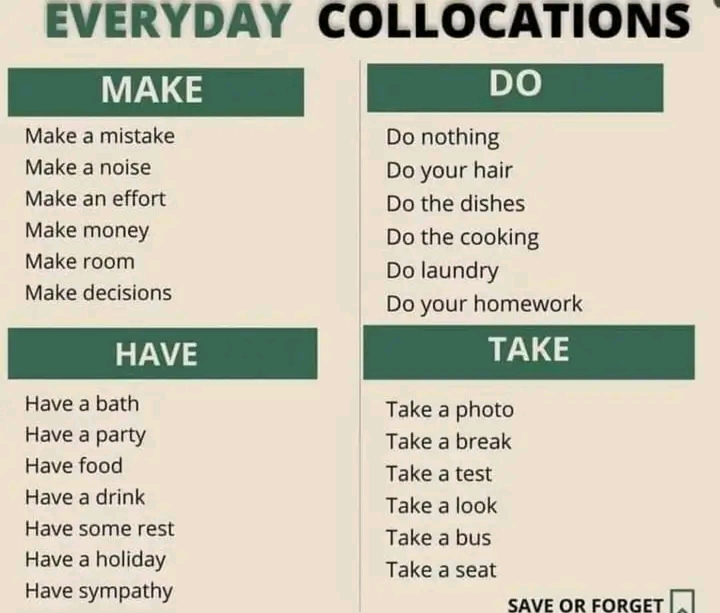 EVERYDAY COLLOCATIONS
MAKE
Make a mistake
Make a noise
Make an effort
Make money
Make room
Make decisions
DO
Do nothing
Do your hair
Do the dishes
Do the cooking
Do laundry
Do your homework
HAVE
Have a bath
Have a party
Have food
Have a drink
Have some rest
Have a holiday
Have sympathy
TAKE
Take a photo
Take a break
Take a test
Take a look
Take a bus
Take a seat
SAVE OR FORGET